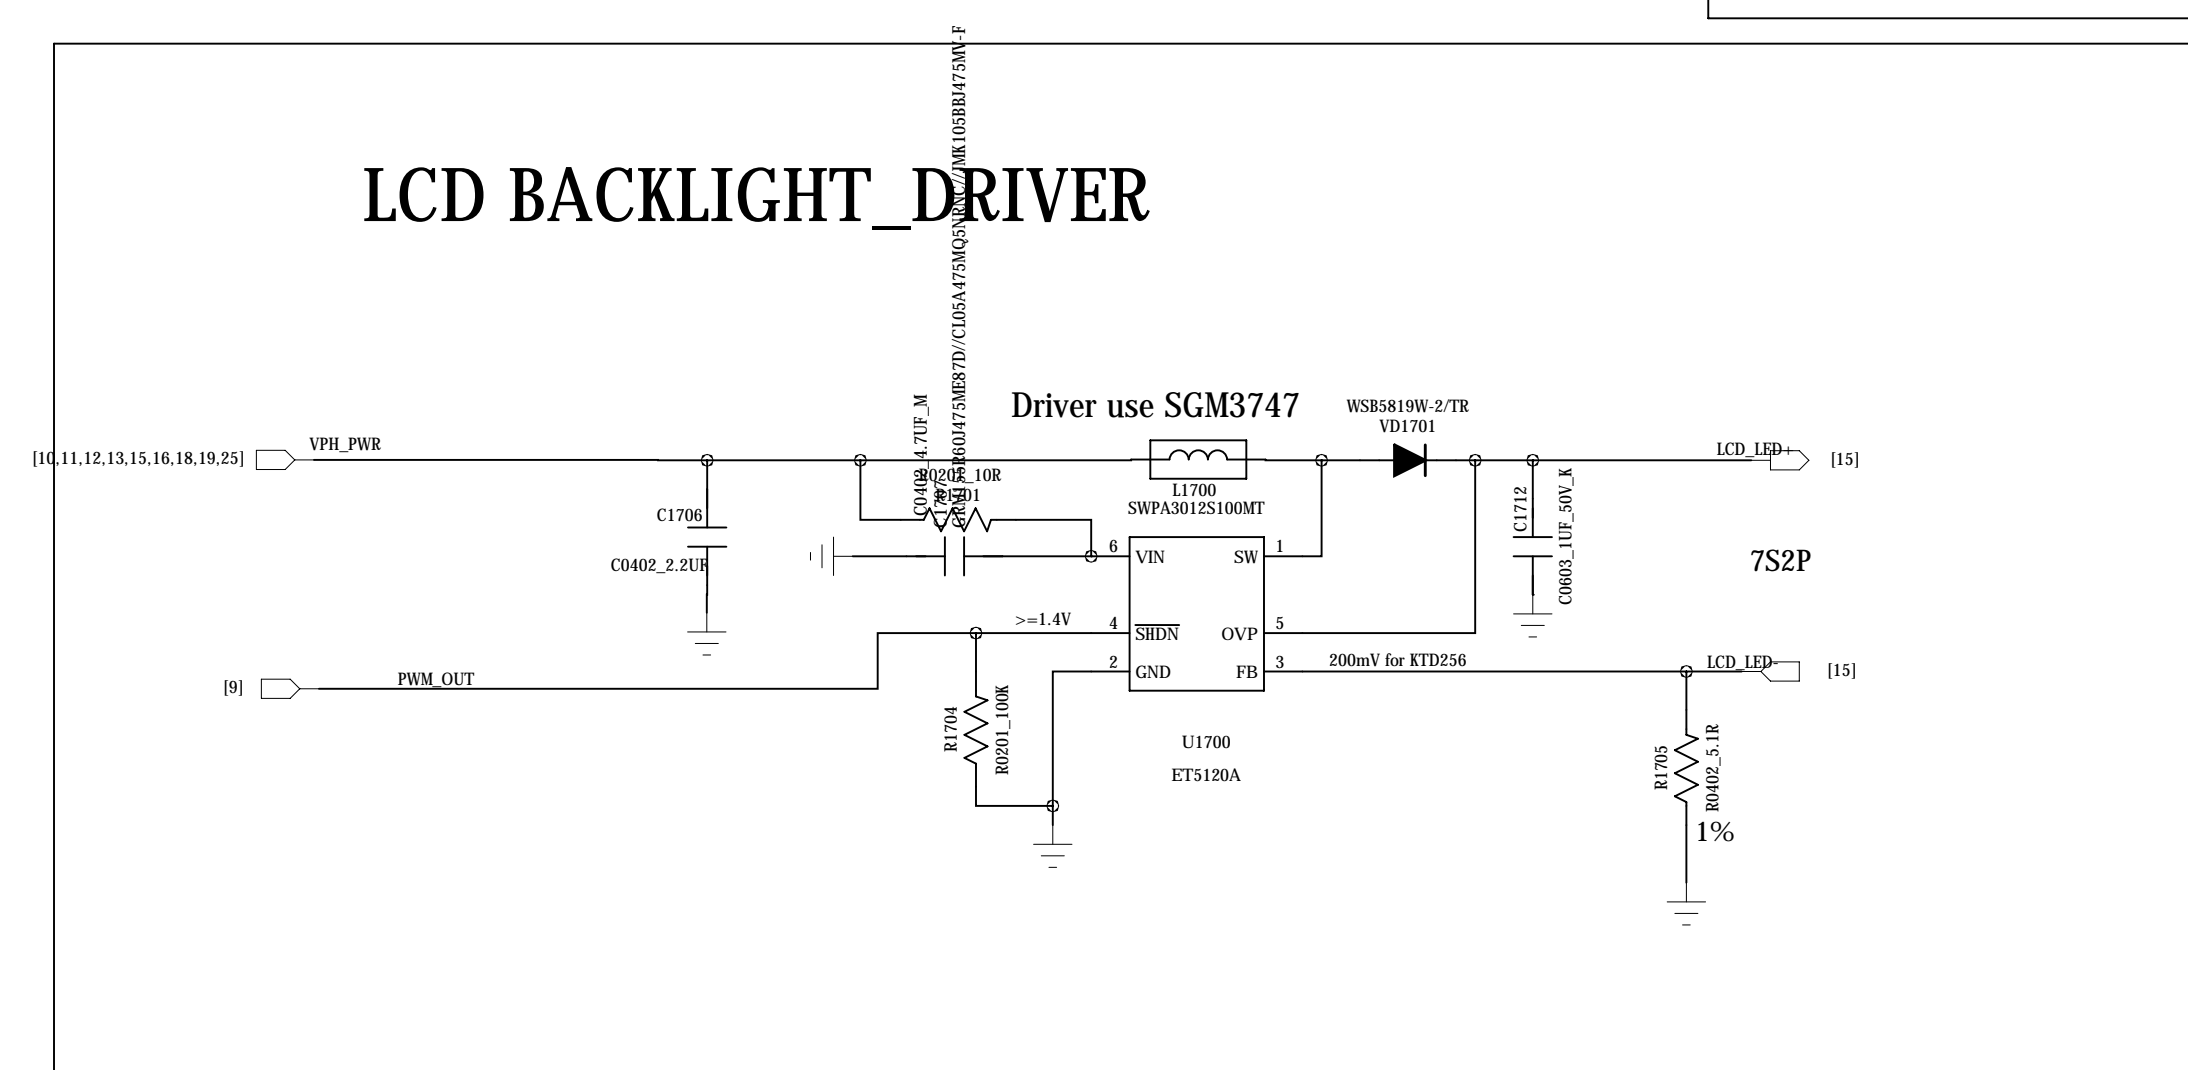 LCD BACKLIGHT_DRIVER
GRM155R60J475ME87D//CL05A475MQ5NRNC//JMK105BBJ475MV-F
Driver use SGM3747
WSB5819W-2/TR
VD1701
C0402_4.7UF_M
[10,11,12,13,15,16,18,19,25]
VPH_PWR
LCD_LED+
[15]
R0201_10R
R1701
L1700
SWPA3012S100MT
C1706
C0402_2.2UF
C1712
C0603_1UF_50V_K
7S2P
6
VIN
SW
1
>=1.4V
4
SHDN
OVP
5
2
GND
FB
3
200mV for KTD256
LCD_LED-
[15]
[9]
PWM_OUT
R1704
R0201_100K
U1700
ET5120A
R1705
R0402_5.1R
1%